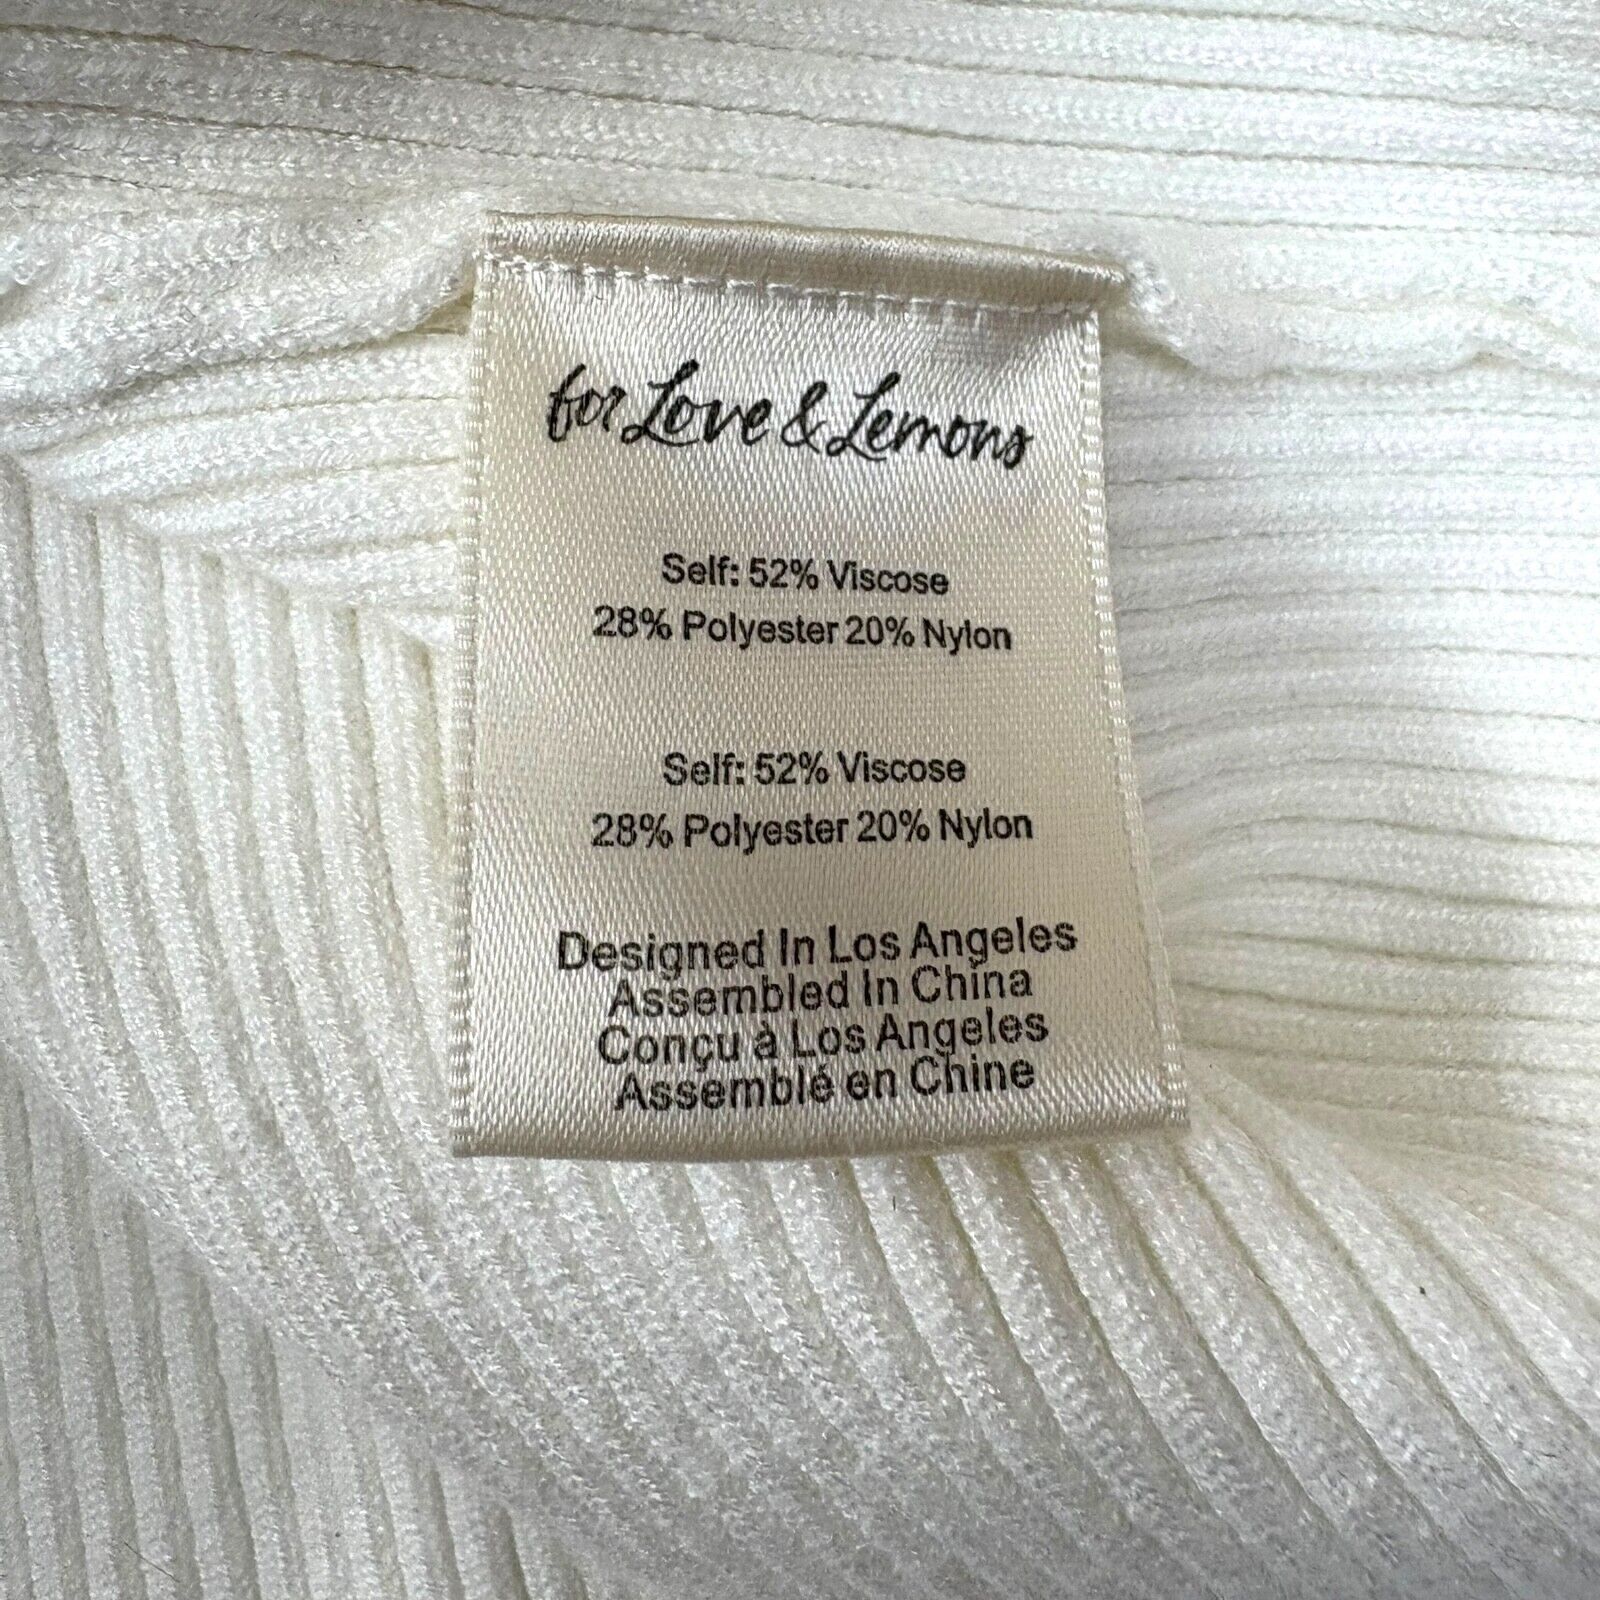 for Love & Lemons
Self: 52% Viscose
28% Polyester 20% Nylon
Self: 52% Viscose
28% Polyester 20% Nylon
Designed In Los Angeles
Assembled In China
Conçu à Los Angeles
Assemblé en Chine